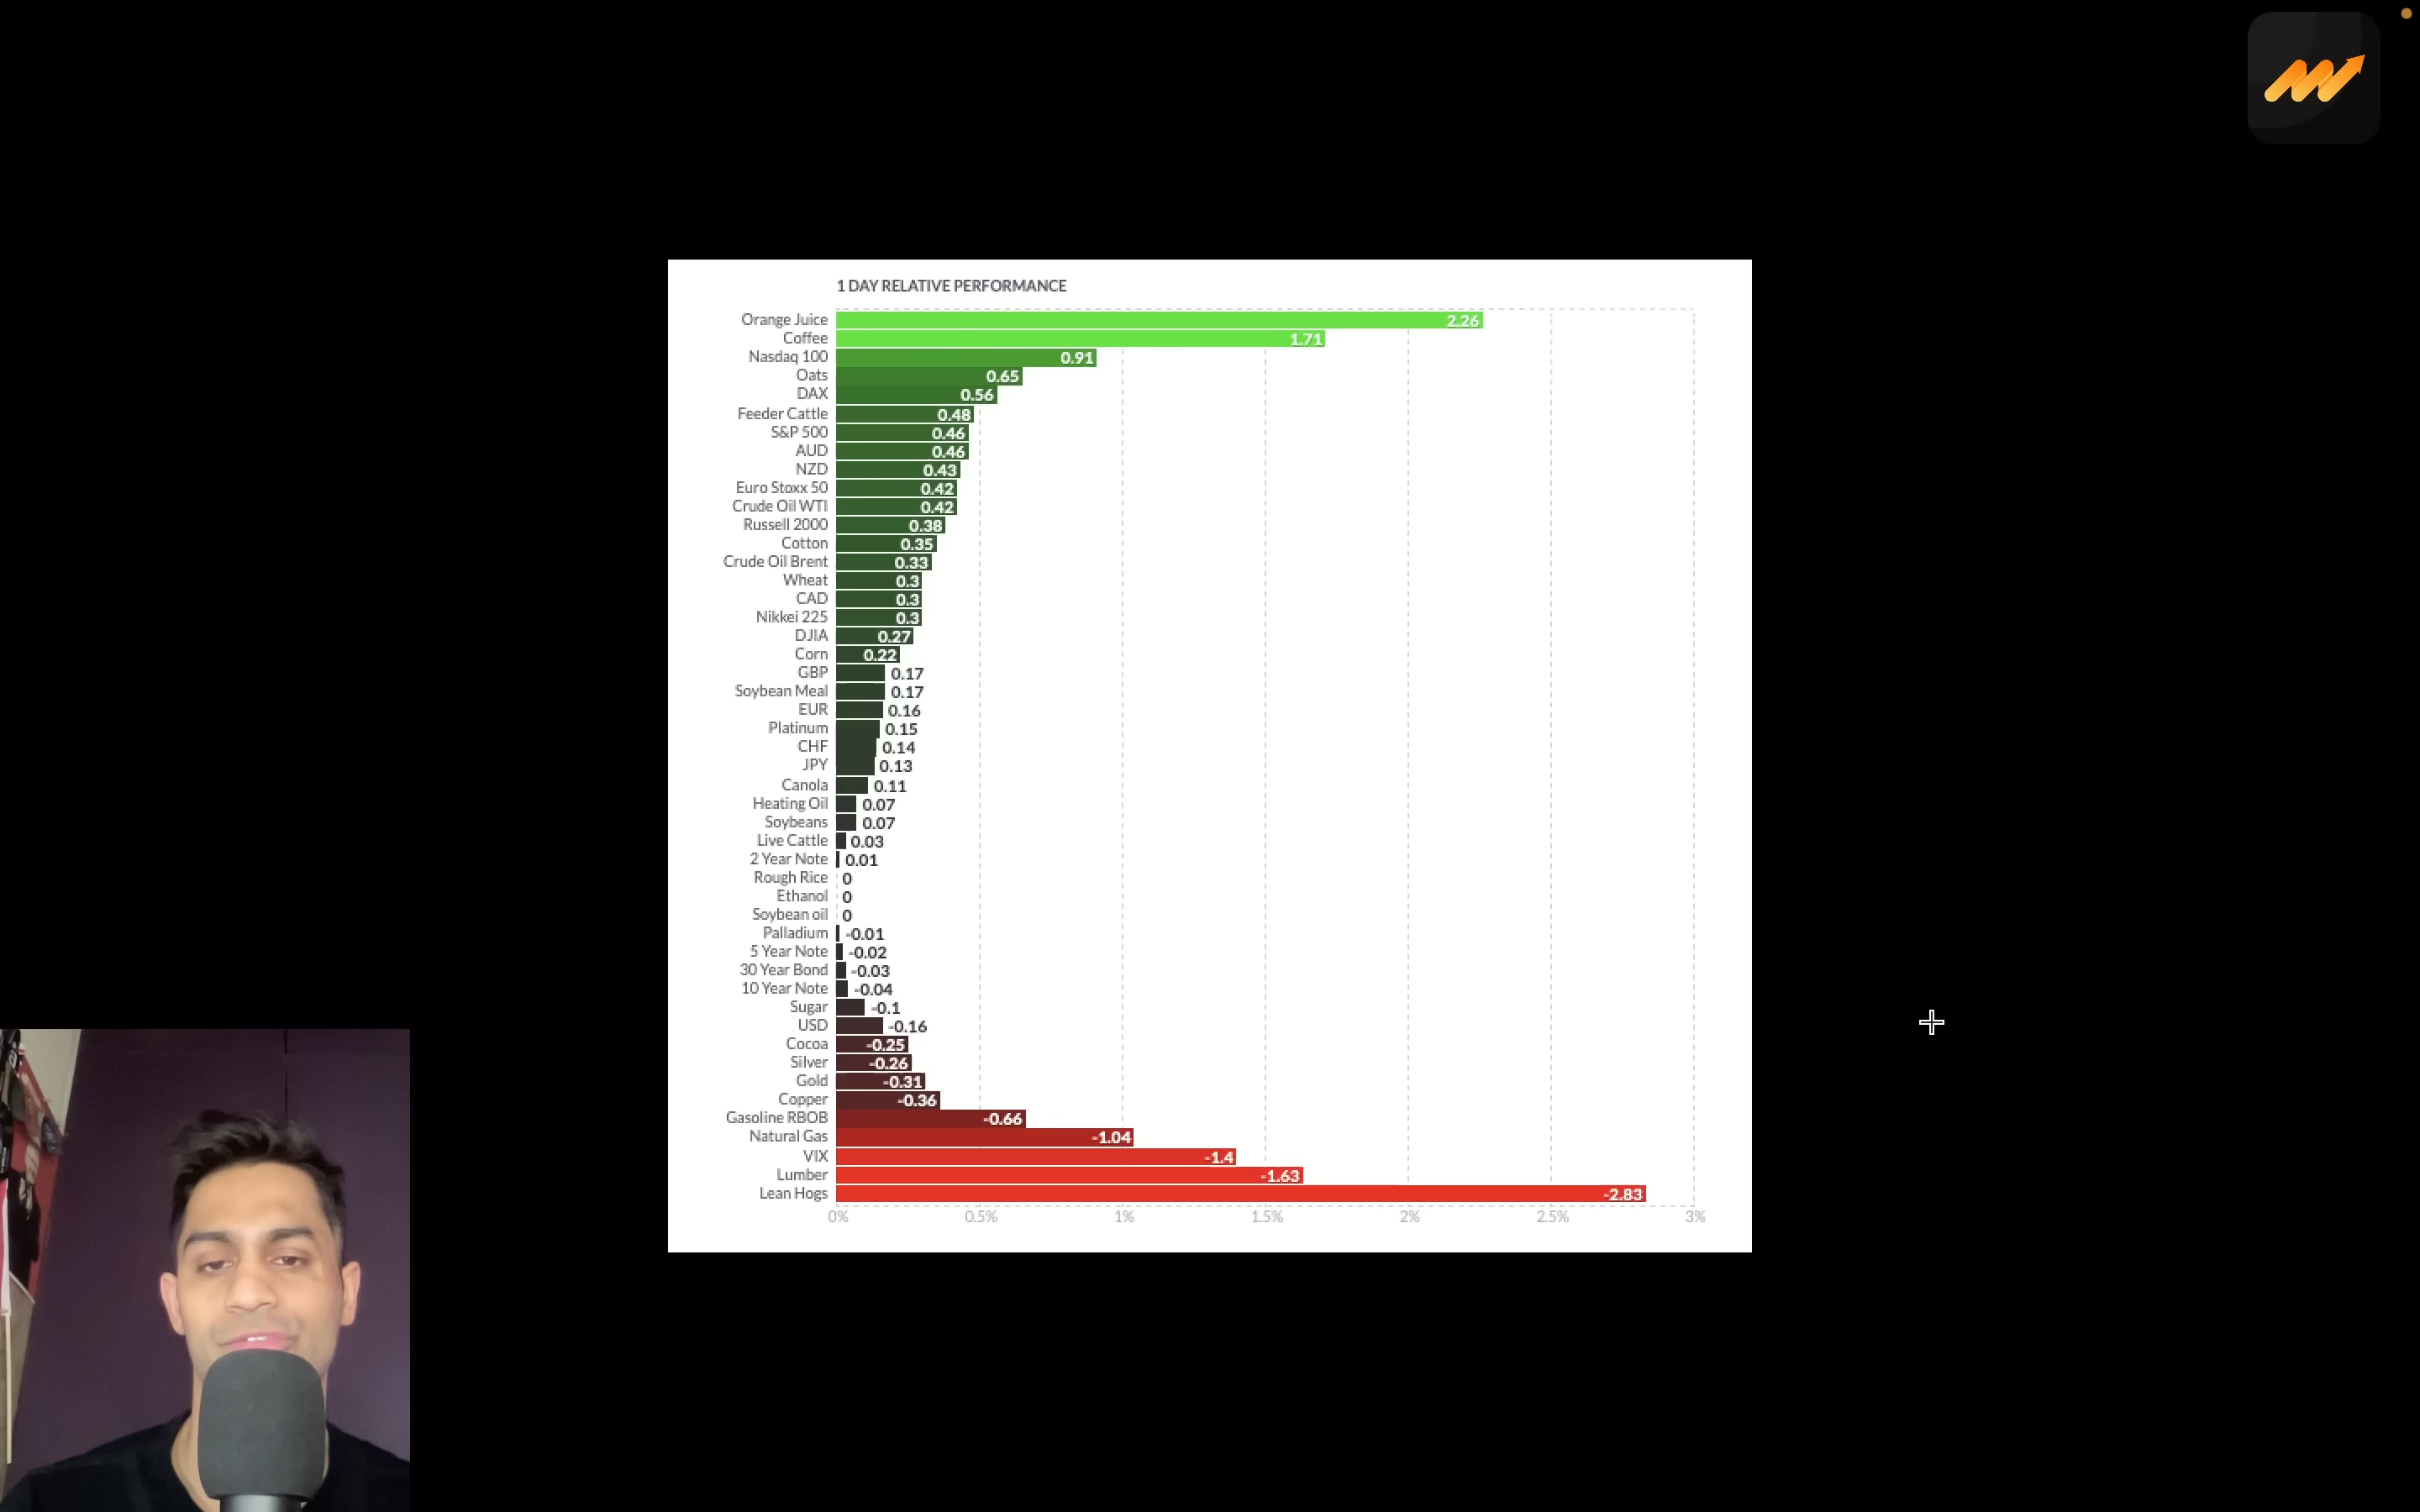 1 DAY RELATIVE PERFORMANCE
Orange Juice 2.26
Coffee 1.71
Nasdaq 100 0.91
Oats 0.65
DAX 0.56
Feeder Cattle 0.48
S&P 500 0.46
AUD 0.46
NZD 0.43
Euro Stoxx 50 0.42
Crude Oil WTI 0.42
Russell 2000 0.38
Cotton 0.35
Crude Oil Brent 0.33
Wheat 0.3
CAD 0.3
Nikkei 225 0.3
DJIA 0.27
Corn 0.22
GBP 0.17
Soybean Meal 0.17
EUR 0.16
Platinum 0.15
CHF 0.14
JPY 0.13
Canola 0.11
Heating Oil 0.07
Soybeans 0.07
Live Cattle 0.03
2 Year Note 0.01
Rough Rice 0
Ethanol 0
Soybean oil 0
Palladium -0.01
5 Year Note -0.02
30 Year Bond -0.03
10 Year Note -0.04
Sugar -0.1
USD -0.16
Cocoa -0.25
Silver -0.26
Gold -0.31
Copper -0.36
Gasoline RBOB -0.66
Natural Gas -1.04
VIX -1.4
Lumber -1.63
Lean Hogs -2.83
0% 0.5% 1% 1.5% 2% 2.5% 3%